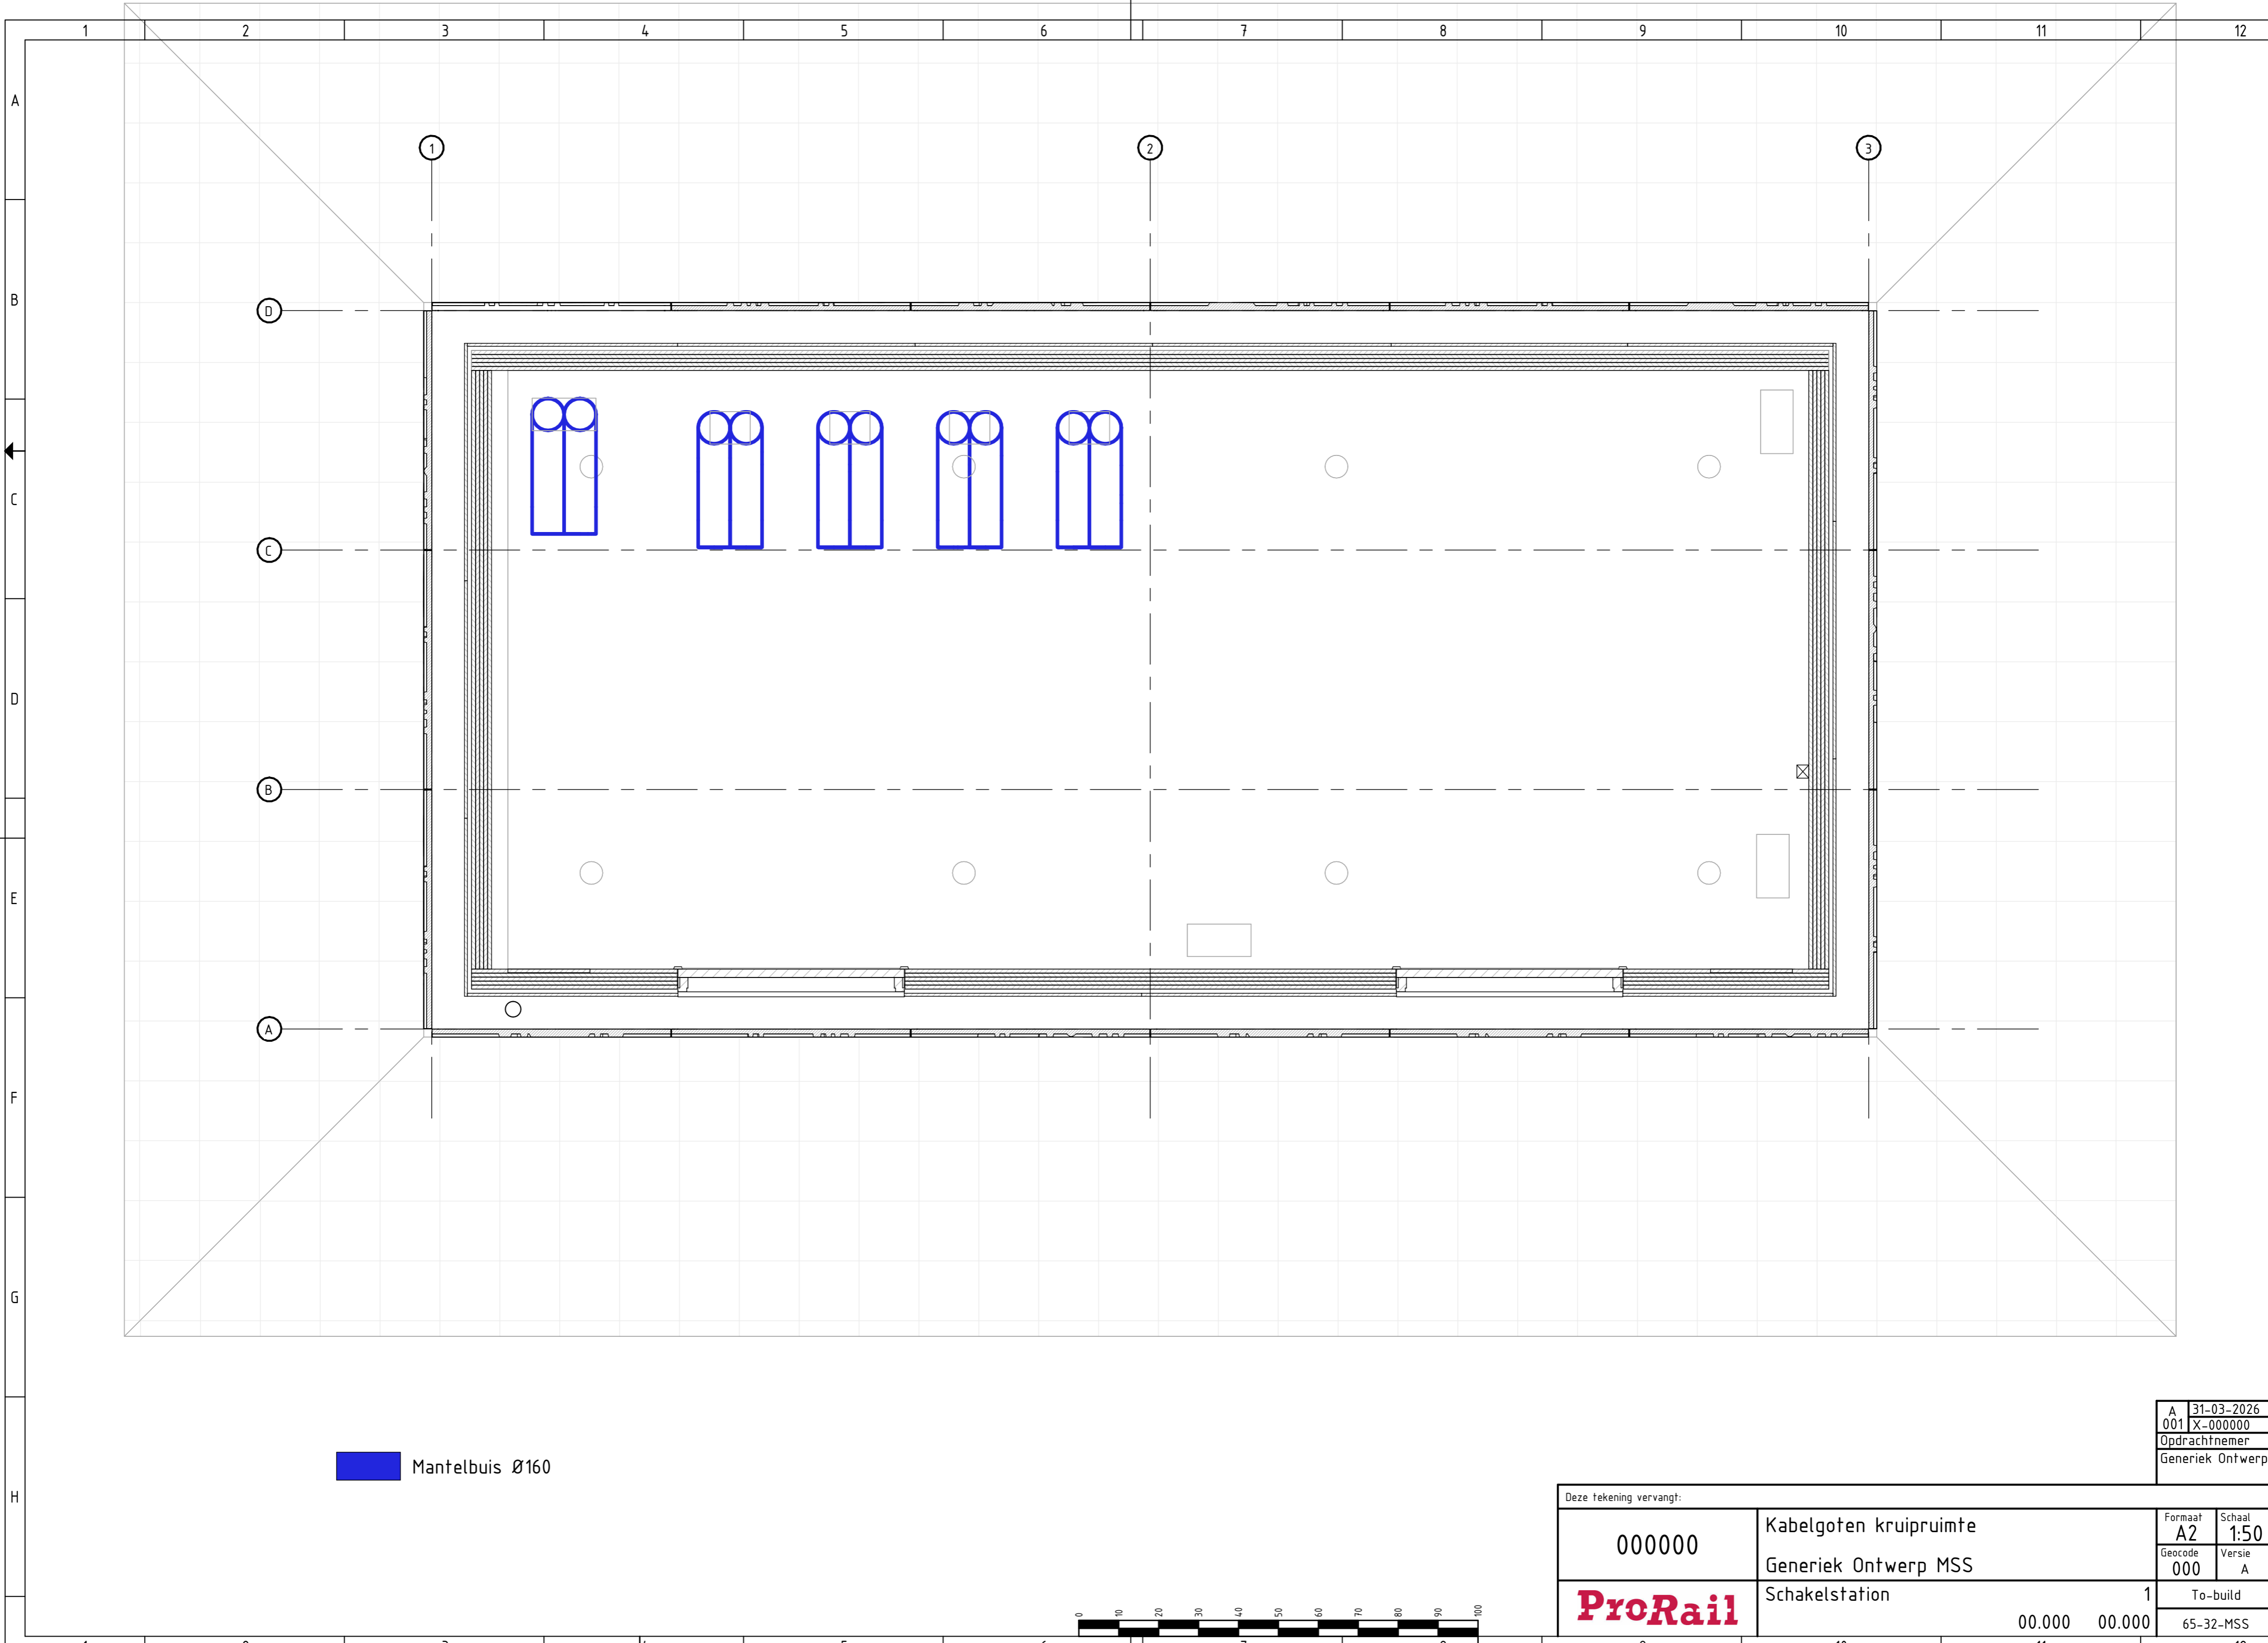 1 2 3 4 5 6 7 8 9 10 11 12
A
1 2 3
B
D
C
C
D
B
E
A
F
G
A 31-03-2026
001 X-000000
Opdrachtnemer
Generiek Ontwerp
Mantelbuis Ø160
H
Deze tekening vervangt:
000000
Kabelgoten kruipruimte
Generiek Ontwerp MSS
Formaat
A2
Schaal
1:50
Geocode
000
Versie
A
ProRail
Schakelstation 1
00.000 00.000
To-build
65-32-MSS
0 10 20 30 40 50 60 70 80 90 100